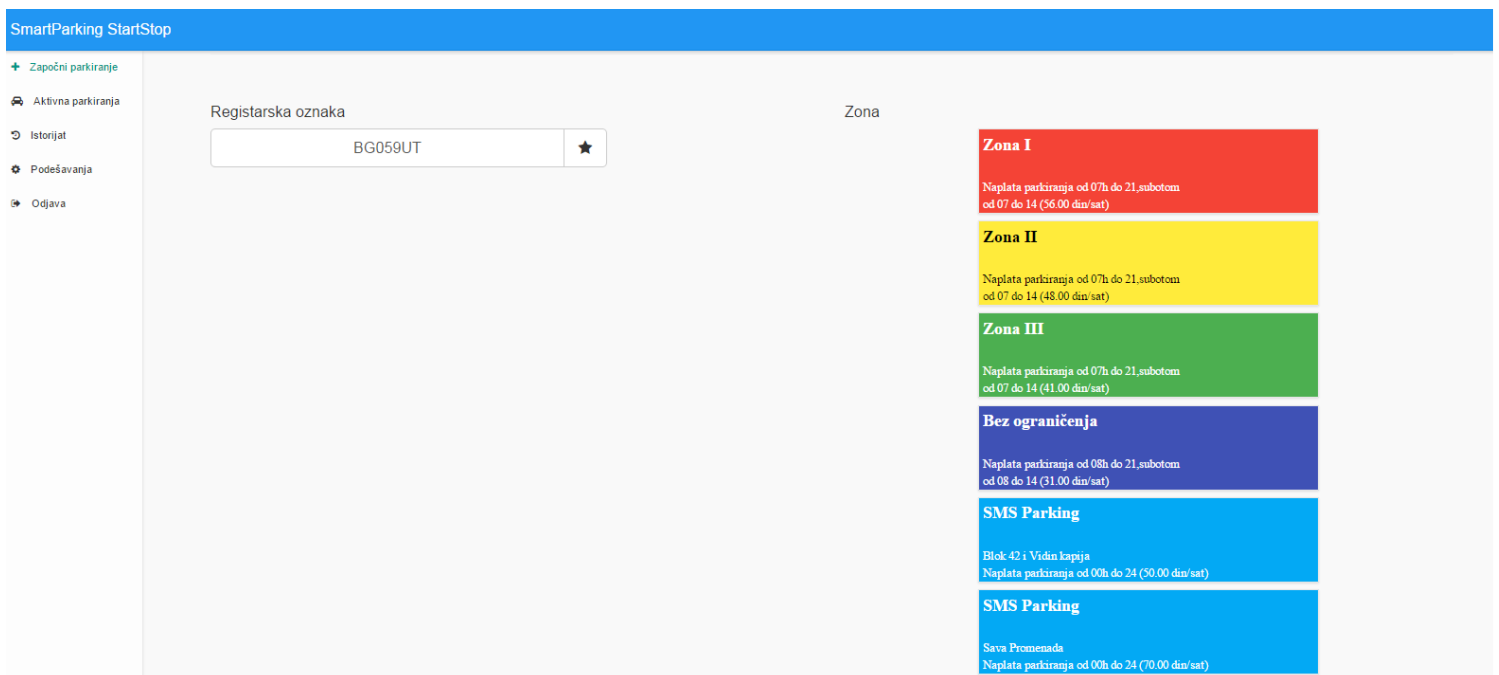 SmartParking StartStop
Započni parkiranje
Aktivna parkiranja
Istorijat
Podešavanja
Odjava
Registarska oznaka
BG059UT
Zona
Zona I
Naplata parkiranja od 07h do 21,subotom
od 07 do 14 (56.00 din/sat)
Zona II
Naplata parkiranja od 07h do 21,subotom
od 07 do 14 (48.00 din/sat)
Zona III
Naplata parkiranja od 07h do 21,subotom
od 07 do 14 (41.00 din/sat)
Bez ograničenja
Naplata parkiranja od 08h do 21,subotom
od 08 do 14 (31.00 din/sat)
SMS Parking
Blok 42 i Vidin kapija
Naplata parkiranja od 00h do 24 (50.00 din/sat)
SMS Parking
Sava Promenada
Naplata parkiranja od 00h do 24 (70.00 din/sat)